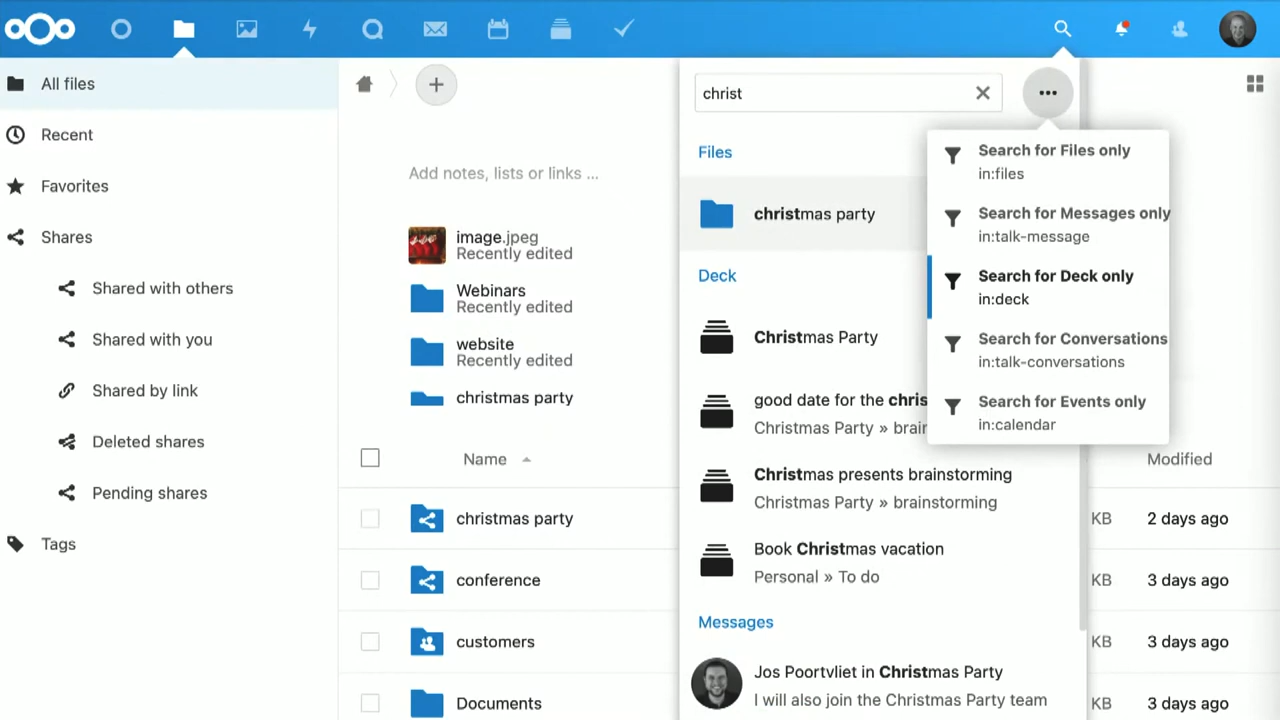 All files
Recent
Favorites
Shares
Shared with others
Shared with you
Shared by link
Deleted shares
Pending shares
Tags
Add notes, lists or links ...
image.jpeg
Recently edited
Webinars
Recently edited
website
Recently edited
christmas party
Name
Modified
christmas party
KB
2 days ago
conference
KB
3 days ago
customers
KB
3 days ago
Documents
KB
3 days ago
christ
Files
christmas party
Deck
Christmas Party
good date for the chris
Christmas Party » brain
Christmas presents brainstorming
Christmas Party » brainstorming
Book Christmas vacation
Personal » To do
Messages
Jos Poortvliet in Christmas Party
I will also join the Christmas Party team
Search for Files only
in:files
Search for Messages only
in:talk-message
Search for Deck only
in:deck
Search for Conversations
in:talk-conversations
Search for Events only
in:calendar